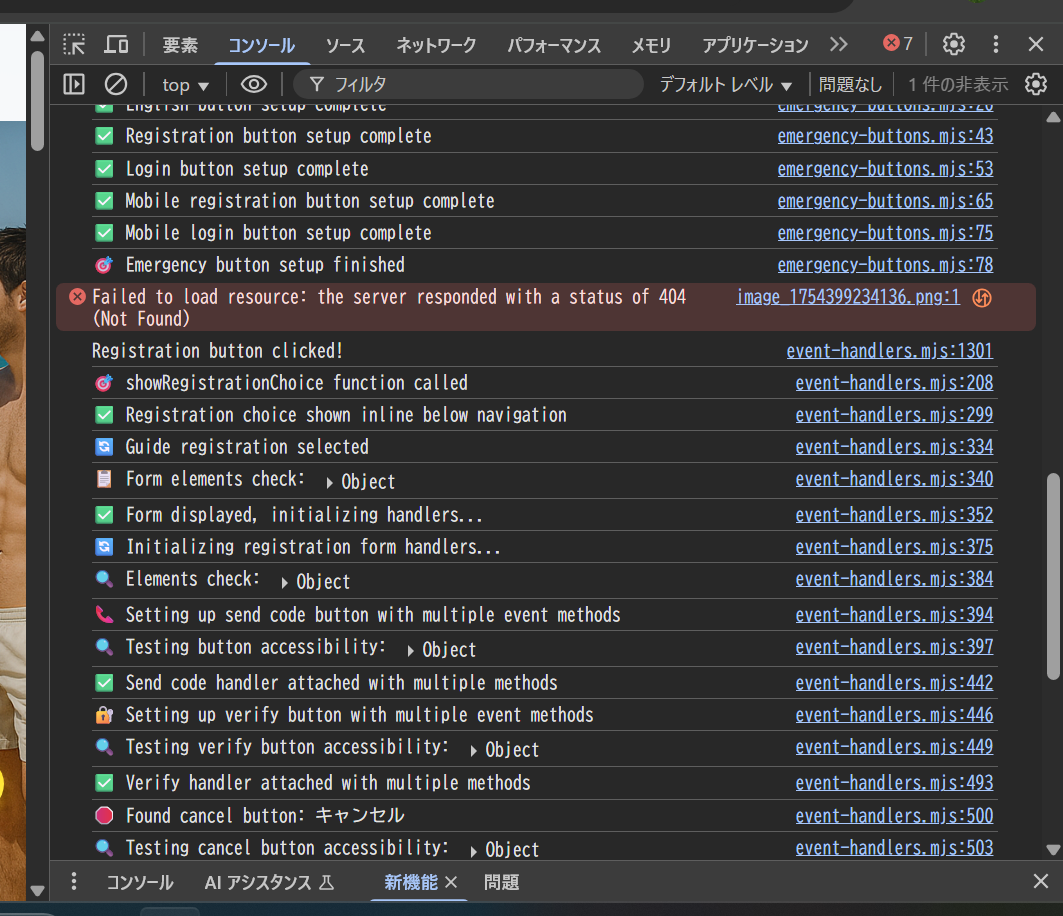 要素 コンソール ソース ネットワーク パフォーマンス メモリ アプリケーション 7
top フィルタ デフォルト レベル 問題なし 1 件の非表示
English button setup complete emergency-buttons.mjs:26
Registration button setup complete emergency-buttons.mjs:43
Login button setup complete emergency-buttons.mjs:53
Mobile registration button setup complete emergency-buttons.mjs:65
Mobile login button setup complete emergency-buttons.mjs:75
Emergency button setup finished emergency-buttons.mjs:78
Failed to load resource: the server responded with a status of 404 image_1754399234136.png:1
(Not Found)
Registration button clicked! event-handlers.mjs:1301
showRegistrationChoice function called event-handlers.mjs:208
Registration choice shown inline below navigation event-handlers.mjs:299
Guide registration selected event-handlers.mjs:334
Form elements check: Object event-handlers.mjs:340
Form displayed, initializing handlers... event-handlers.mjs:352
Initializing registration form handlers... event-handlers.mjs:375
Elements check: Object event-handlers.mjs:384
Setting up send code button with multiple event methods event-handlers.mjs:394
Testing button accessibility: Object event-handlers.mjs:397
Send code handler attached with multiple methods event-handlers.mjs:442
Setting up verify button with multiple event methods event-handlers.mjs:446
Testing verify button accessibility: Object event-handlers.mjs:449
Verify handler attached with multiple methods event-handlers.mjs:493
Found cancel button: キャンセル event-handlers.mjs:500
Testing cancel button accessibility: Object event-handlers.mjs:503
コンソール AI アシスタンス 新機能 問題